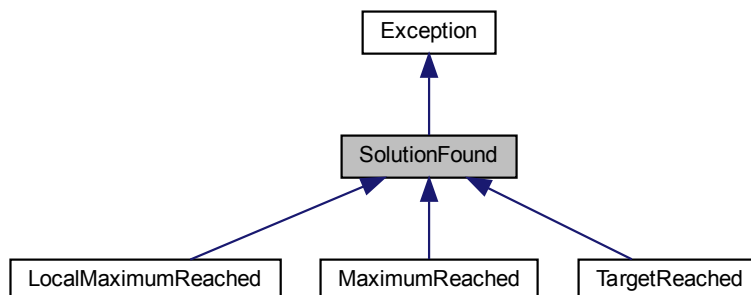 Exception
SolutionFound
LocalMaximumReached
MaximumReached
TargetReached